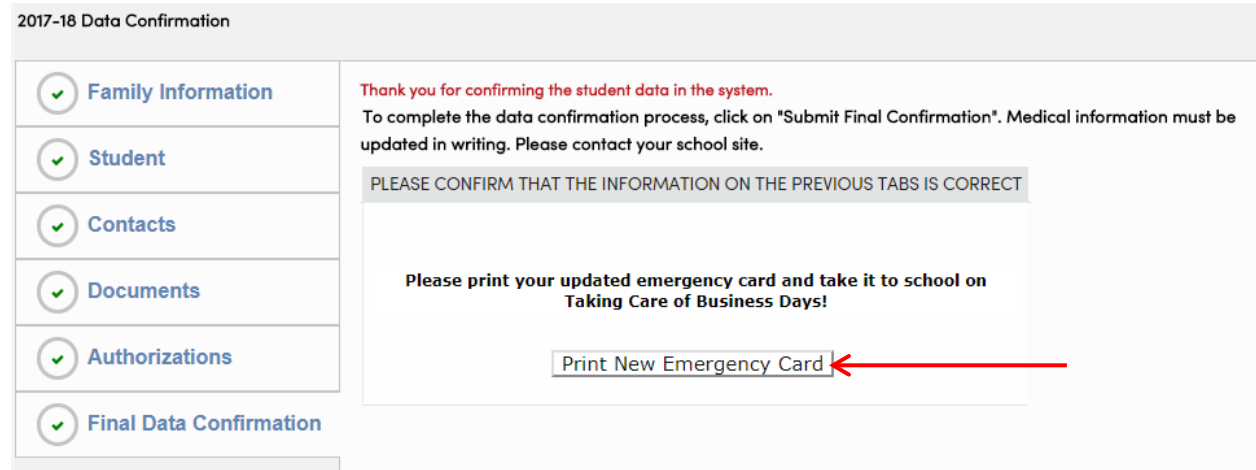 2017-18 Data Confirmation
Family Information
Student
Contacts
Documents
Authorizations
Final Data Confirmation
Thank you for confirming the student data in the system.
To complete the data confirmation process, click on "Submit Final Confirmation". Medical information must be
updated in writing. Please contact your school site.
PLEASE CONFIRM THAT THE INFORMATION ON THE PREVIOUS TABS IS CORRECT
Please print your updated emergency card and take it to school on
Taking Care of Business Days!
Print New Emergency Card